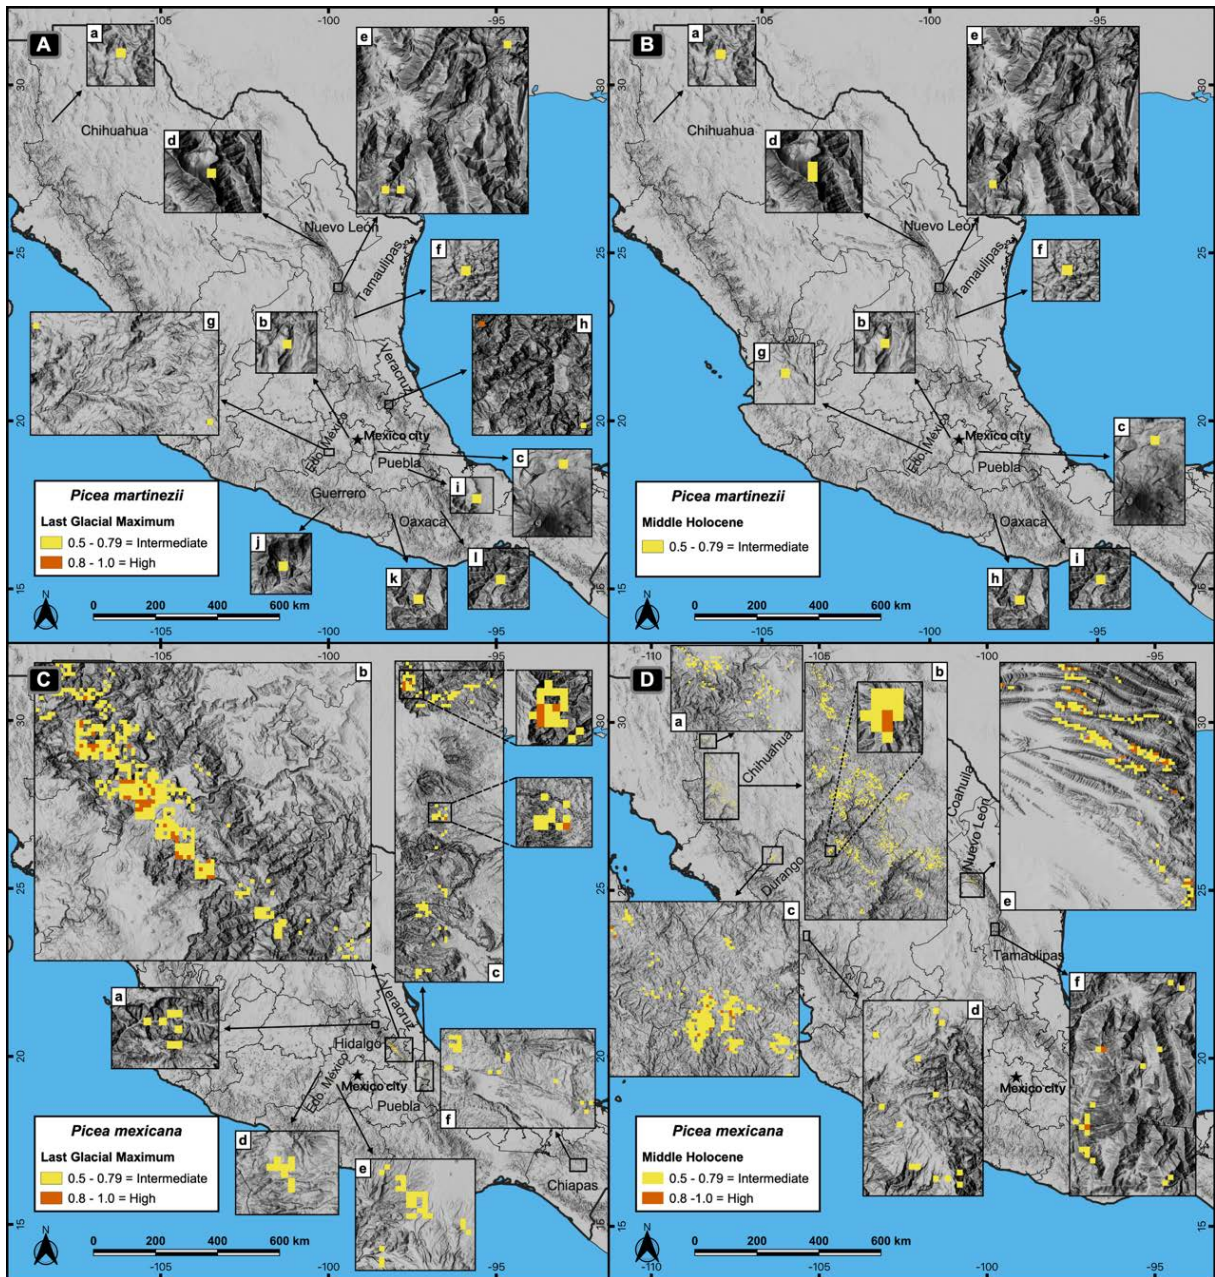 -105
-100
-95
A
30
25
20
15
a
e
Chihuahua
d
Nuevo León
Tamaulipas
f
g
b
h
Veracruz
Edo. México
Mexico city
c
Puebla
i
Guerrero
Oaxaca
j
k
l
Picea martinezii
Last Glacial Maximum
0.5 - 0.79 = Intermediate
0.8 - 1.0 = High
N
0 200 400 600 km
-105
-100
-95
B
30
25
20
15
a
e
Chihuahua
d
Nuevo León
Tamaulipas
f
b
g
Edo. México
Mexico city
c
Puebla
Oaxaca
h
i
Picea martinezii
Middle Holocene
0.5 - 0.79 = Intermediate
N
0 200 400 600 km
-105
-100
-95
C
30
25
20
15
b
c
a
Veracruz
Hidalgo
Edo. México
Mexico city
Puebla
f
d
e
Chiapas
Picea mexicana
Last Glacial Maximum
0.5 - 0.79 = Intermediate
0.8 - 1.0 = High
N
0 200 400 600 km
-105
-100
-95
-110
-105
-100
-95
D
30
25
20
15
a
b
Chihuahua
Coahuila
Nuevo León
e
Durango
c
Tamaulipas
d
f
Mexico city
Picea mexicana
Middle Holocene
0.5 - 0.79 = Intermediate
0.8 -1.0 = High
N
0 200 400 600 km
-110
-105
-100
-95